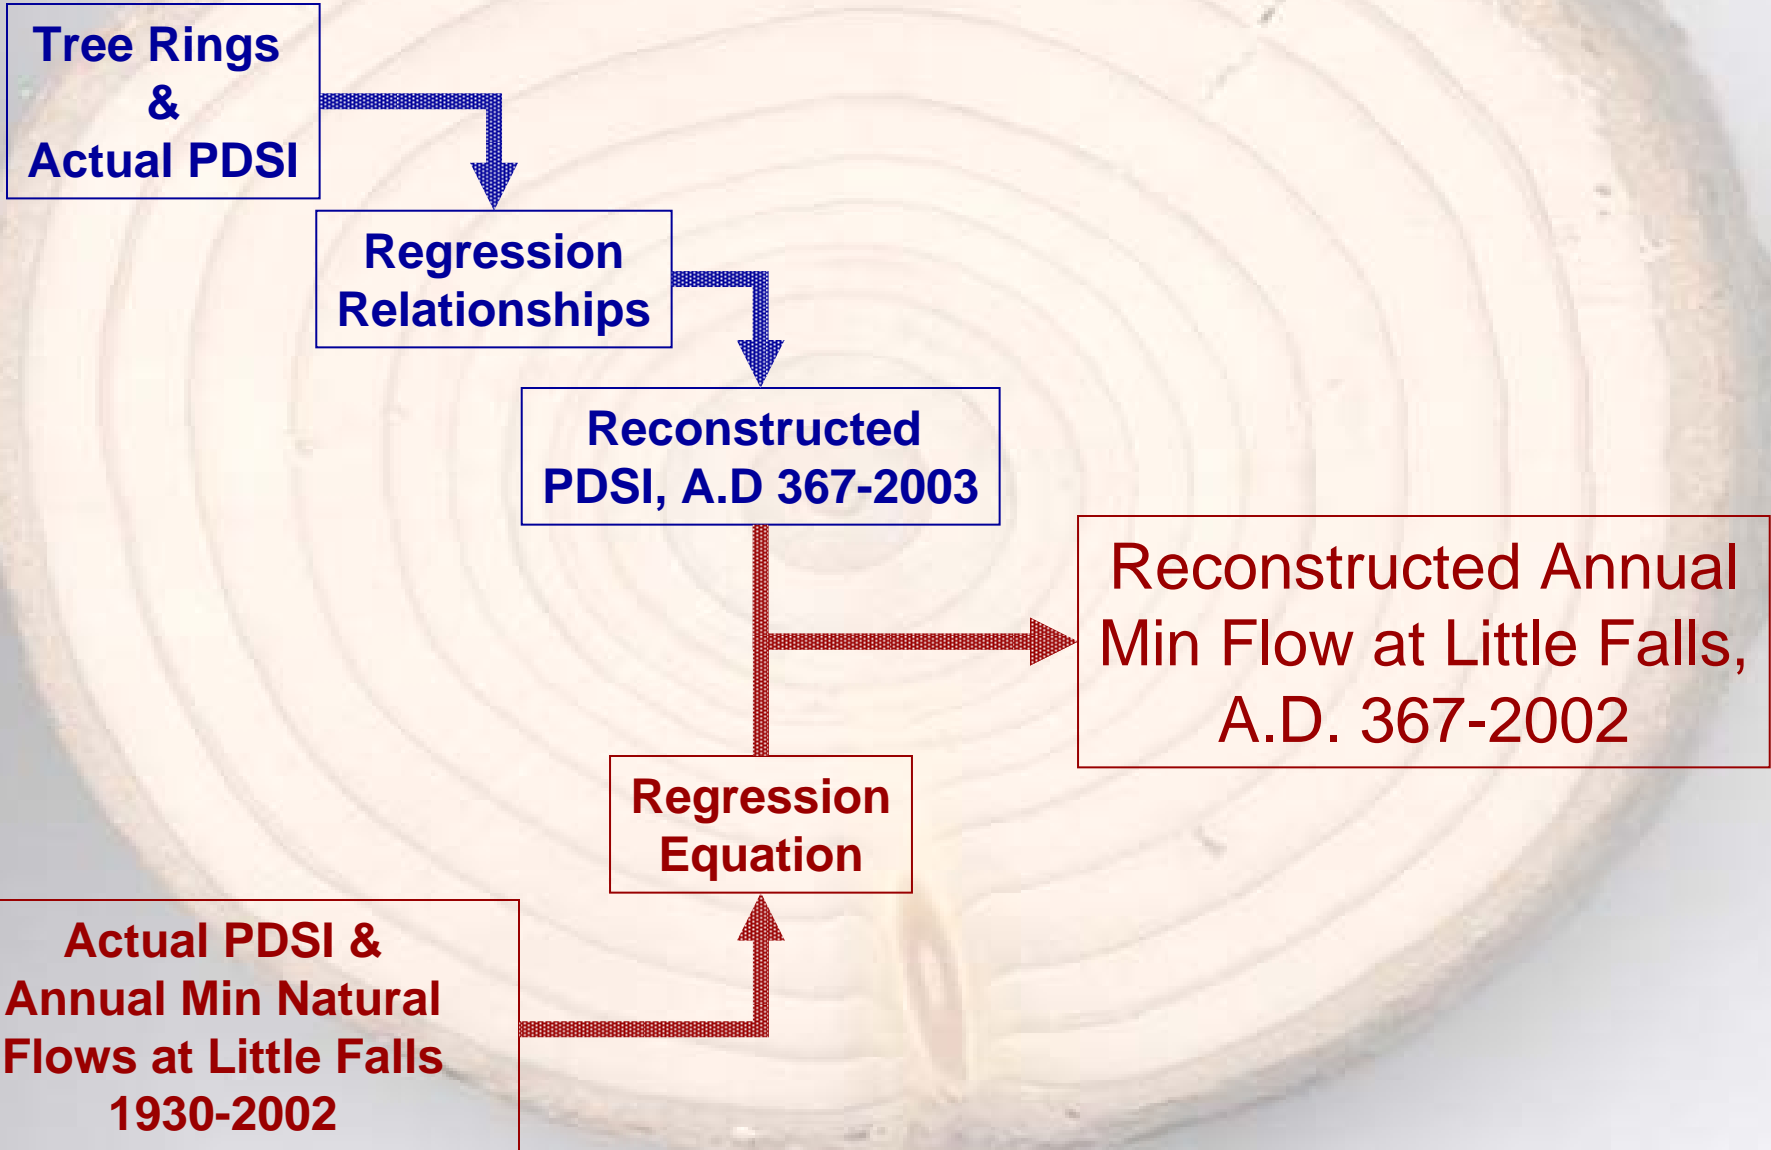 Tree Rings
&
Actual PDSI
Regression
Relationships
Reconstructed
PDSI, A.D 367-2003
Reconstructed Annual
Min Flow at Little Falls,
A.D. 367-2002
Regression
Equation
Actual PDSI &
Annual Min Natural
Flows at Little Falls
1930-2002